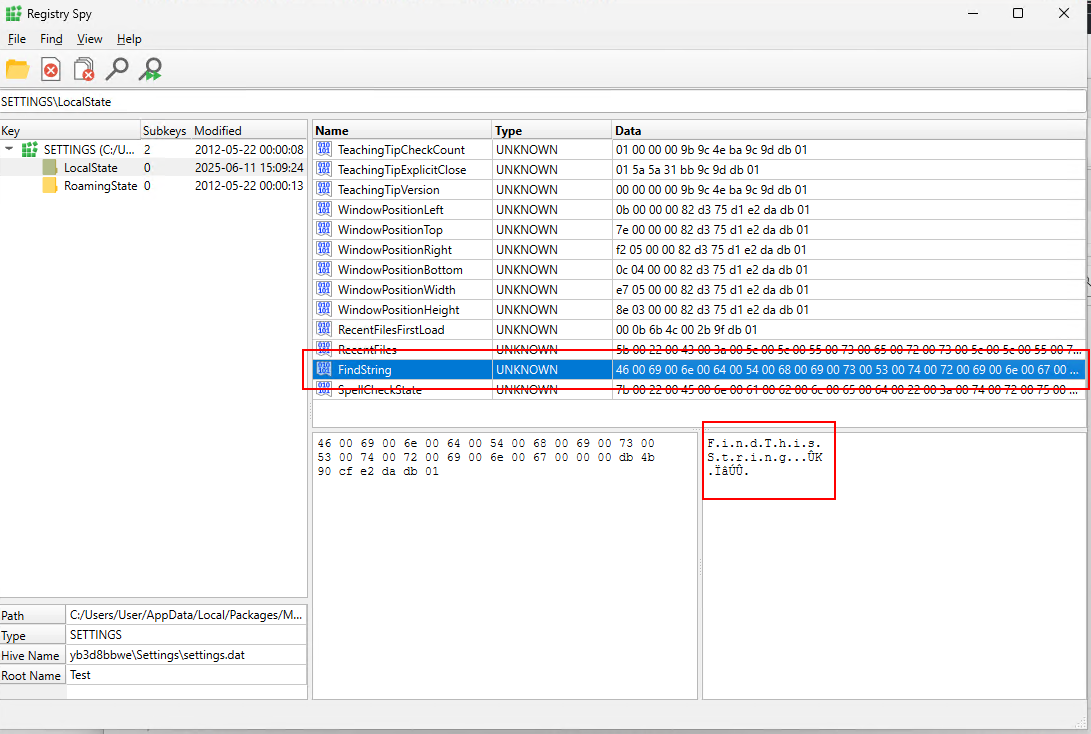 Registry Spy
File Find View Help
SETTINGS\LocalState
Key Subkeys Modified
SETTINGS (C:/U... 2 2012-05-22 00:00:08
LocalState 0 2025-06-11 15:09:24
RoamingState 0 2012-05-22 00:00:13
Name Type Data
TeachingTipCheckCount UNKNOWN 01 00 00 00 9b 9c 4e ba 9c 9d db 01
TeachingTipExplicitClose UNKNOWN 01 5a 5a 31 bb 9c 9d db 01
TeachingTipVersion UNKNOWN 00 00 00 00 9b 9c 4e ba 9c 9d db 01
WindowPositionLeft UNKNOWN 0b 00 00 00 82 d3 75 d1 e2 da db 01
WindowPositionTop UNKNOWN 7e 00 00 00 82 d3 75 d1 e2 da db 01
WindowPositionRight UNKNOWN f2 05 00 00 82 d3 75 d1 e2 da db 01
WindowPositionBottom UNKNOWN 0c 04 00 00 82 d3 75 d1 e2 da db 01
WindowPositionWidth UNKNOWN e7 05 00 00 82 d3 75 d1 e2 da db 01
WindowPositionHeight UNKNOWN 8e 03 00 00 82 d3 75 d1 e2 da db 01
RecentFilesFirstLoad UNKNOWN 00 0b 6b 4c 00 2b 9f db 01
RecentFiles UNKNOWN 5b 00 22 00 43 00 3a 00 5c 00 5c 00 55 00 73 00 65 00 72 00 73 00 5c 00 5c 00 55 00 7...
FindString UNKNOWN 46 00 69 00 6e 00 64 00 54 00 68 00 69 00 73 00 53 00 74 00 72 00 69 00 6e 00 67 00 ...
SpellCheckState UNKNOWN 7b 00 22 00 45 00 6e 00 61 00 62 00 6c 00 65 00 64 00 22 00 3a 00 74 00 72 00 75 00 ...
46 00 69 00 6e 00 64 00 54 00 68 00 69 00 73 00
53 00 74 00 72 00 69 00 6e 00 67 00 00 00 db 4b
90 cf e2 da db 01
F.i.n.d.T.h.i.s.
S.t.r.i.n.g...ÛK
.ÏâÚÛ.
Path C:/Users/User/AppData/Local/Packages/M...
Type SETTINGS
Hive Name yb3d8bbwe\Settings\settings.dat
Root Name Test